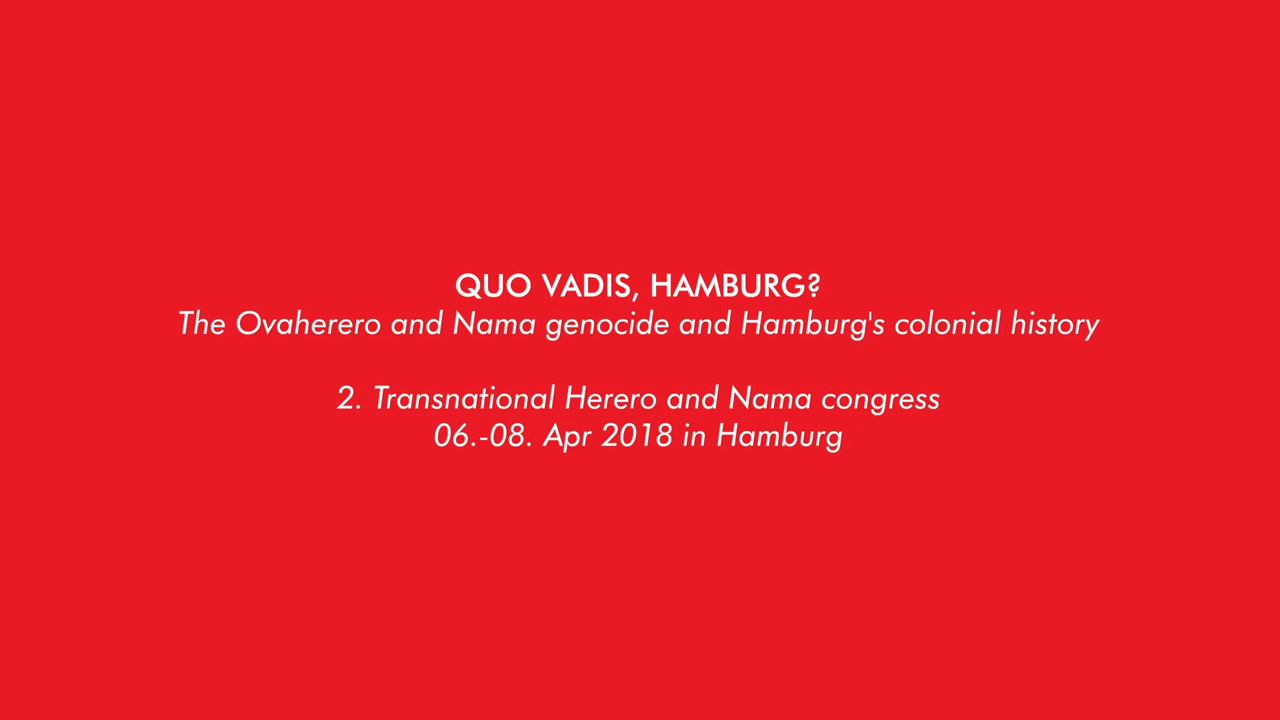 QUO VADIS, HAMBURG?
The Ovaherero and Nama genocide and Hamburg's colonial history
2. Transnational Herero and Nama congress
06.-08. Apr 2018 in Hamburg